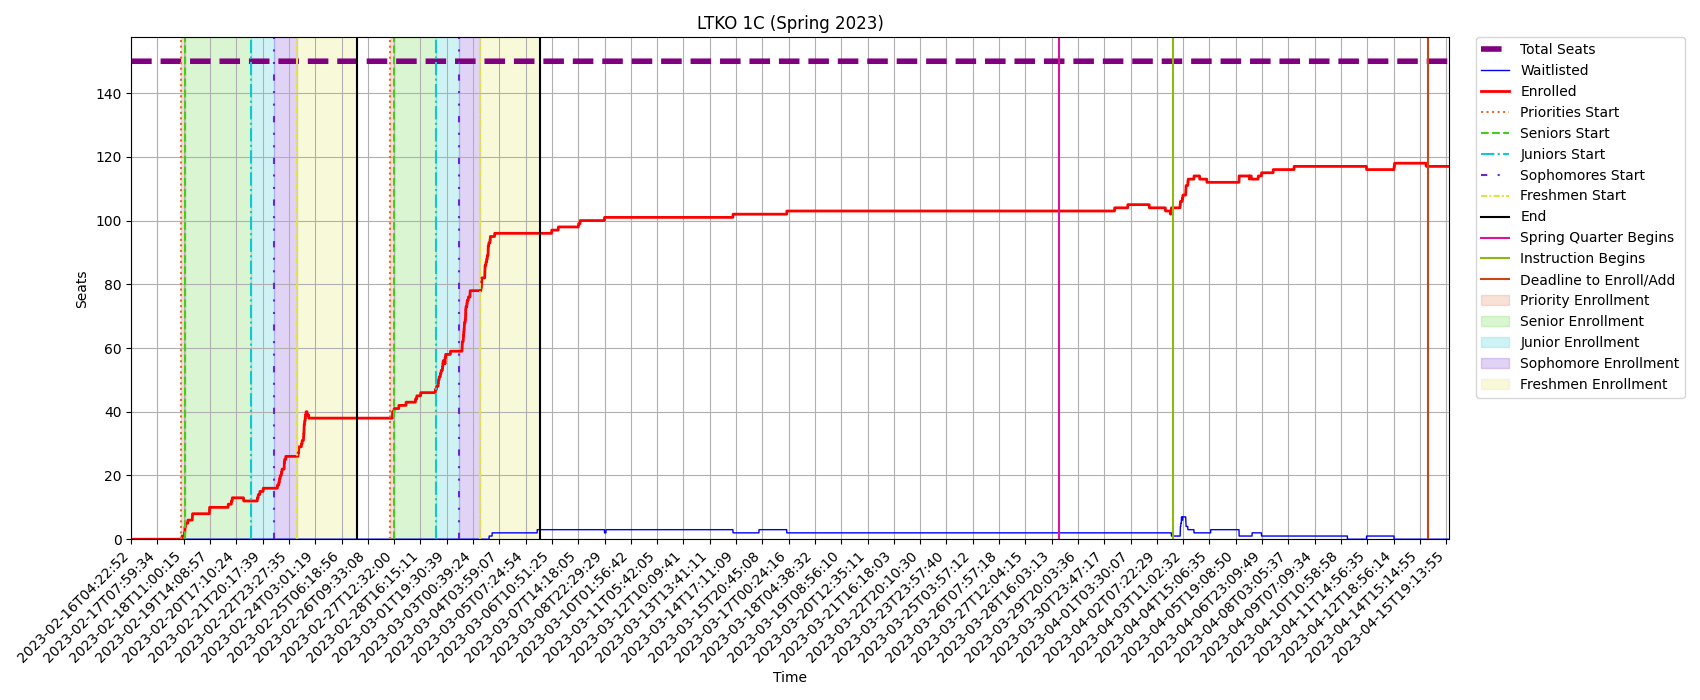 LTKO 1C (Spring 2023)
Seats
140
120
100
80
60
40
20
0
2023-02-16T04:22:52
2023-02-17T07:59:34
2023-02-18T11:00:15
2023-02-19T14:08:57
2023-02-20T17:10:24
2023-02-21T20:17:39
2023-02-22T23:27:35
2023-02-24T03:01:19
2023-02-25T06:18:56
2023-02-26T09:33:08
2023-02-27T12:32:00
2023-02-28T16:15:11
2023-03-01T19:30:39
2023-03-03T00:39:24
2023-03-04T03:59:07
2023-03-05T07:24:54
2023-03-06T10:51:25
2023-03-07T14:18:05
2023-03-08T22:29:29
2023-03-10T01:56:42
2023-03-11T05:42:05
2023-03-12T10:09:41
2023-03-13T13:41:11
2023-03-14T17:11:09
2023-03-15T20:45:08
2023-03-17T00:24:16
2023-03-18T04:38:32
2023-03-19T08:56:10
2023-03-20T12:35:11
2023-03-21T16:18:03
2023-03-22T20:10:30
2023-03-23T23:57:40
2023-03-25T03:57:12
2023-03-26T07:57:18
2023-03-27T12:04:15
2023-03-28T16:03:13
2023-03-29T20:03:36
2023-03-30T23:47:17
2023-04-01T03:30:07
2023-04-02T07:22:29
2023-04-03T11:02:32
2023-04-04T15:06:35
2023-04-05T19:08:50
2023-04-06T23:09:49
2023-04-08T03:05:37
2023-04-09T07:09:34
2023-04-10T10:58:58
2023-04-11T14:56:35
2023-04-12T18:56:14
2023-04-14T15:14:55
2023-04-15T19:13:55
Time
Total Seats
Waitlisted
Enrolled
Priorities Start
Seniors Start
Juniors Start
Sophomores Start
Freshmen Start
End
Spring Quarter Begins
Instruction Begins
Deadline to Enroll/Add
Priority Enrollment
Senior Enrollment
Junior Enrollment
Sophomore Enrollment
Freshmen Enrollment